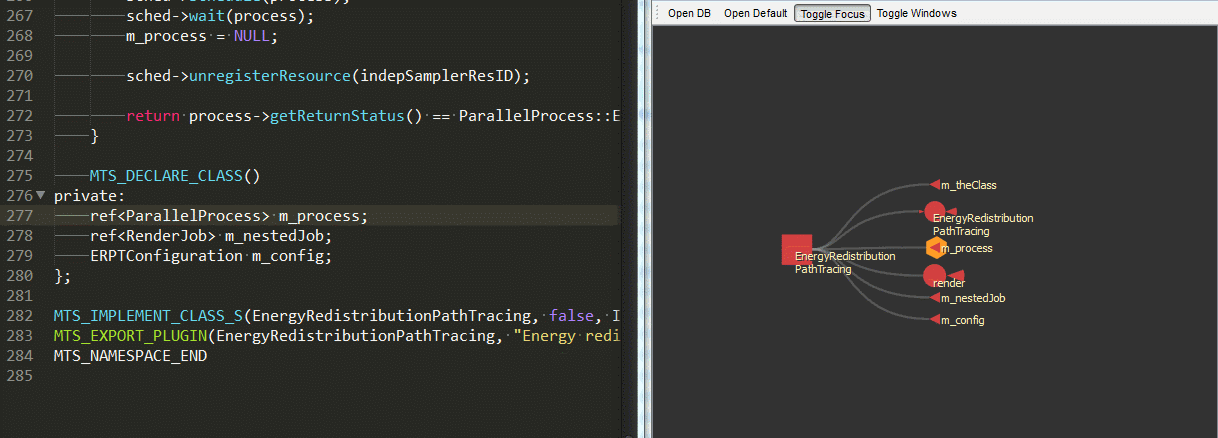 267 sched->wait(process);
268 m_process = NULL;
269
270 sched->unregisterResource(indepSamplerResID);
271
272 return process->getReturnStatus() == ParallelProcess::E
273 }
274
275 MTS_DECLARE_CLASS()
276 private:
277 ref<ParallelProcess> m_process;
278 ref<RenderJob> m_nestedJob;
279 ERPTConfiguration m_config;
280 };
281
282 MTS_IMPLEMENT_CLASS_S(EnergyRedistributionPathTracing, false, I
283 MTS_EXPORT_PLUGIN(EnergyRedistributionPathTracing, "Energy redi
284 MTS_NAMESPACE_END
285
Open DB Open Default Toggle Focus Toggle Windows
m_theClass
EnergyRedistribution
PathTracing
m_process
EnergyRedistribution
PathTracing
render
m_nestedJob
m_config